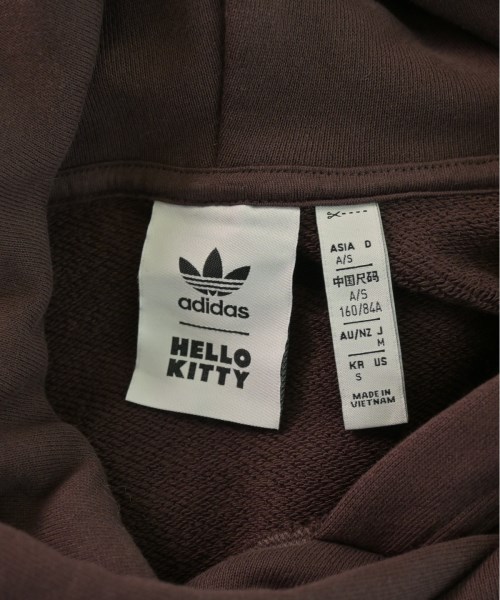 adidas
HELLO
KITTY
ASIA D
A/S
中国尺码
A/S
160/84A
AU/NZ J
M
KR US
S
MADE IN
VIETNAM